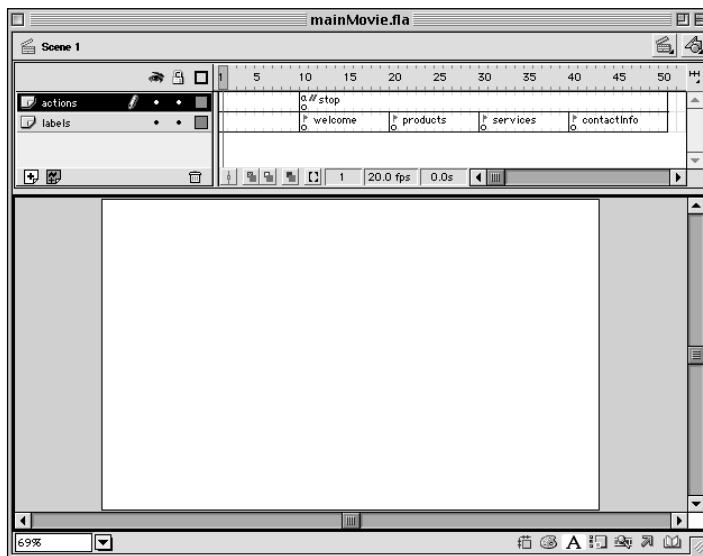 mainMovie.fla
Scene 1
1 5 10 15 20 25 30 35 40 45 50
actions
a // stop
labels
welcome products services contactInfo
1 20.0 fps 0.0s
69%